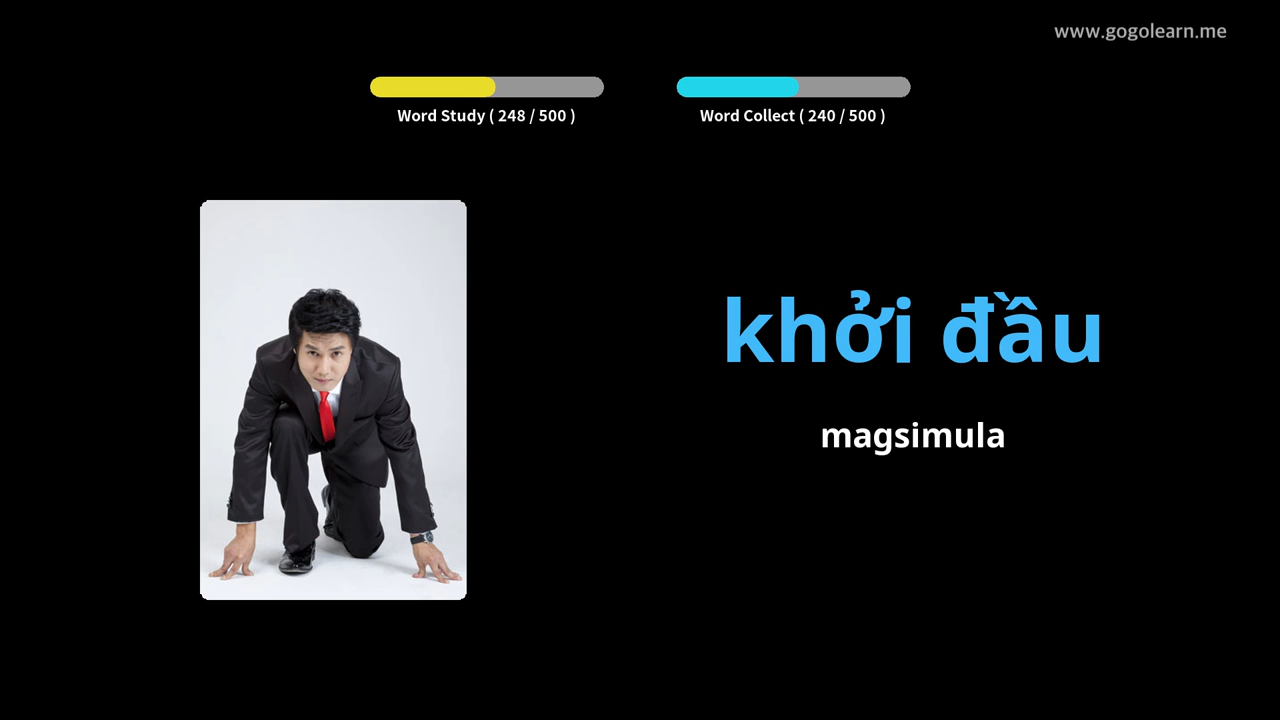 www.gogolearn.me
Word Study ( 248 / 500 )
Word Collect ( 240 / 500 )
khởi đầu
magsimula